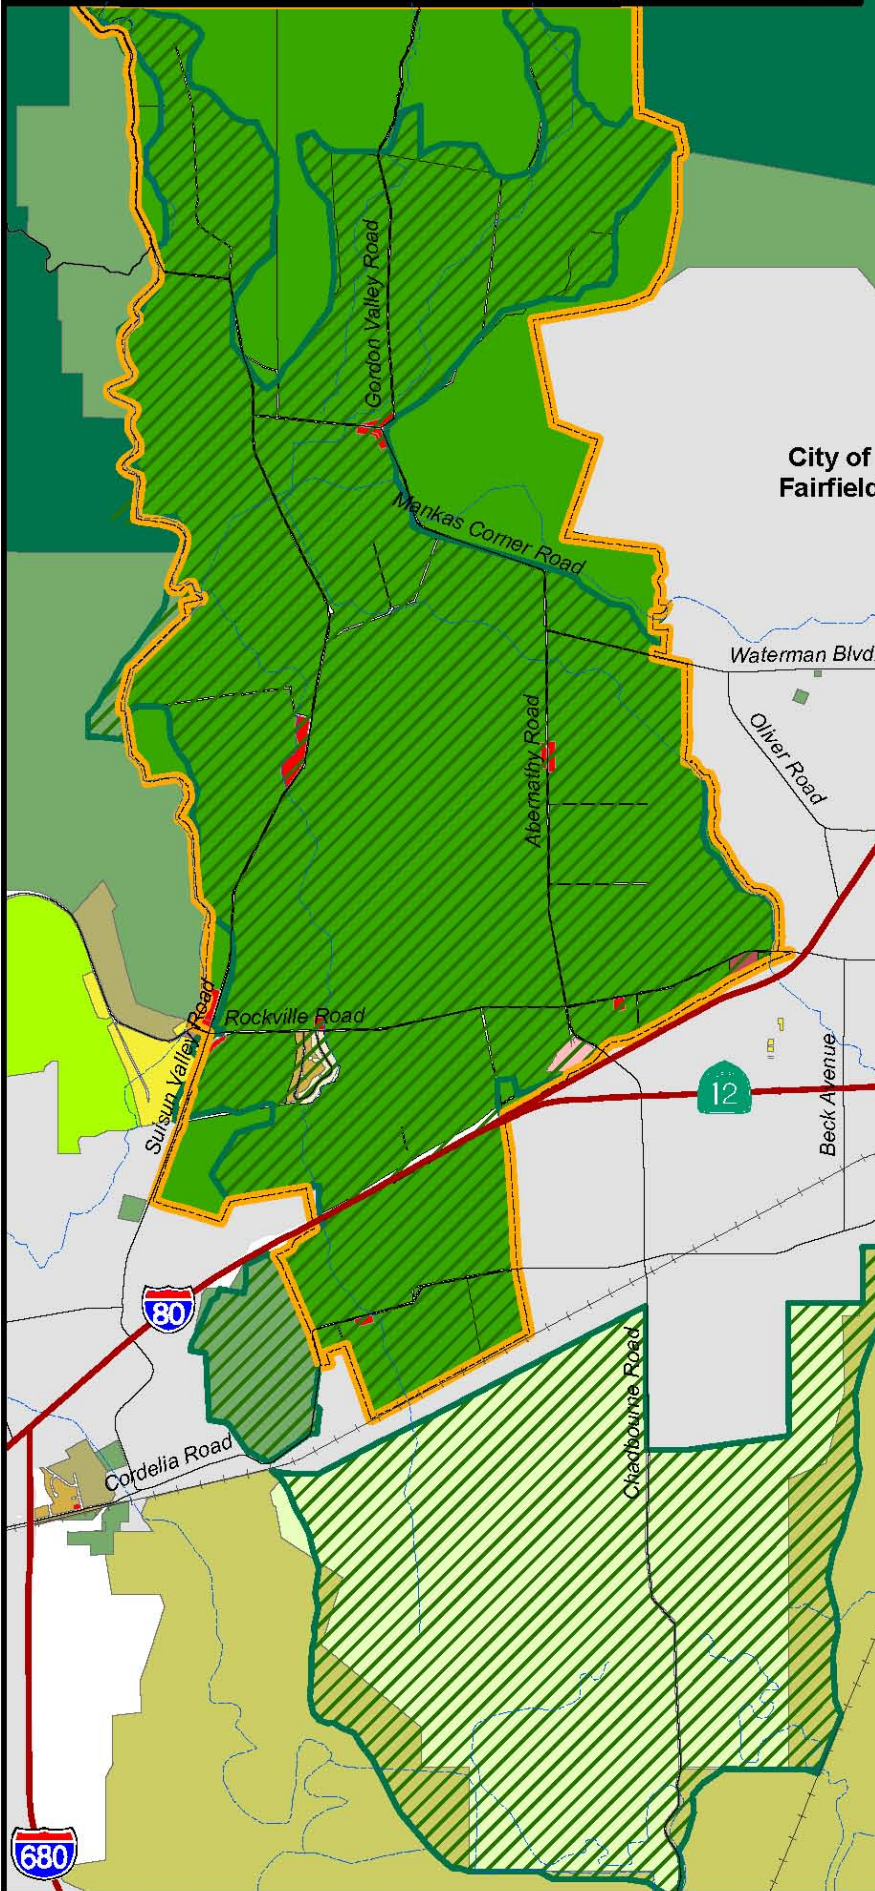 Gordon Valley Road
City of
Fairfield
Mankas Corner Road
Waterman Blvd.
Abernathy Road
Oliver Road
Suisun Valley Road
Rockville Road
12
Beck Avenue
80
Chadbourne Road
Cordelia Road
680